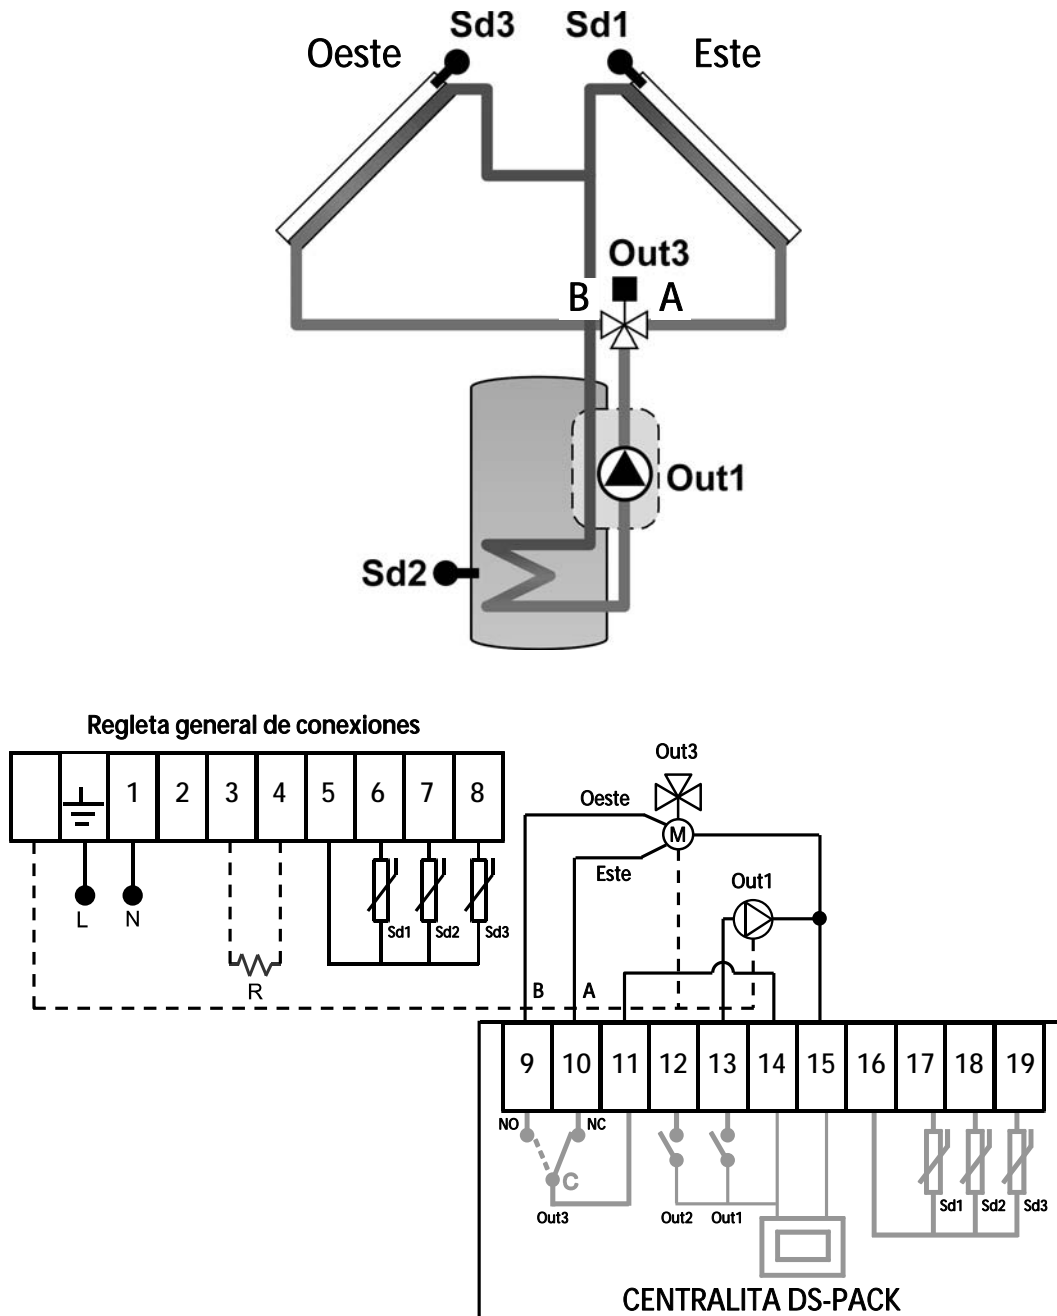 Sd3 Sd1
Oeste Este
Out3
B A
Out1
Sd2
Regleta general de conexiones
1 2 3 4 5 6 7 8
L N
R
Sd1 Sd2 Sd3
Out3
Oeste
M
Este
Out1
B A
9 10 11 12 13 14 15 16 17 18 19
NO NC
C
Out3 Out2 Out1
Sd1 Sd2 Sd3
CENTRALITA DS-PACK